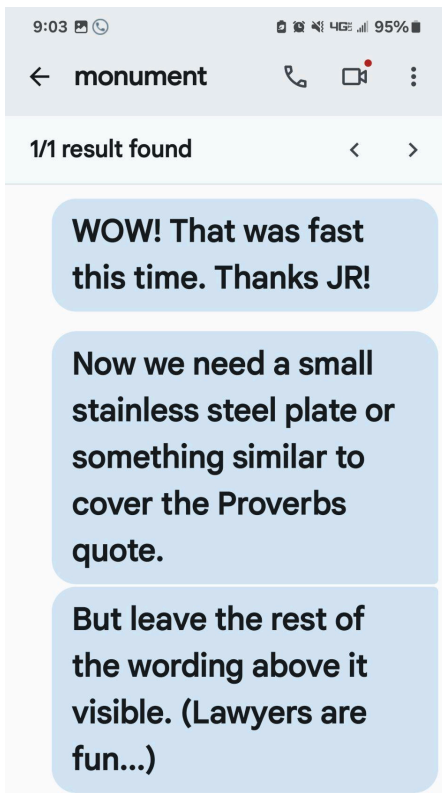 9:03 4GE 95%
monument
1/1 result found
WOW! That was fast
this time. Thanks JR!
Now we need a small
stainless steel plate or
something similar to
cover the Proverbs
quote.
But leave the rest of
the wording above it
visible. (Lawyers are
fun...)